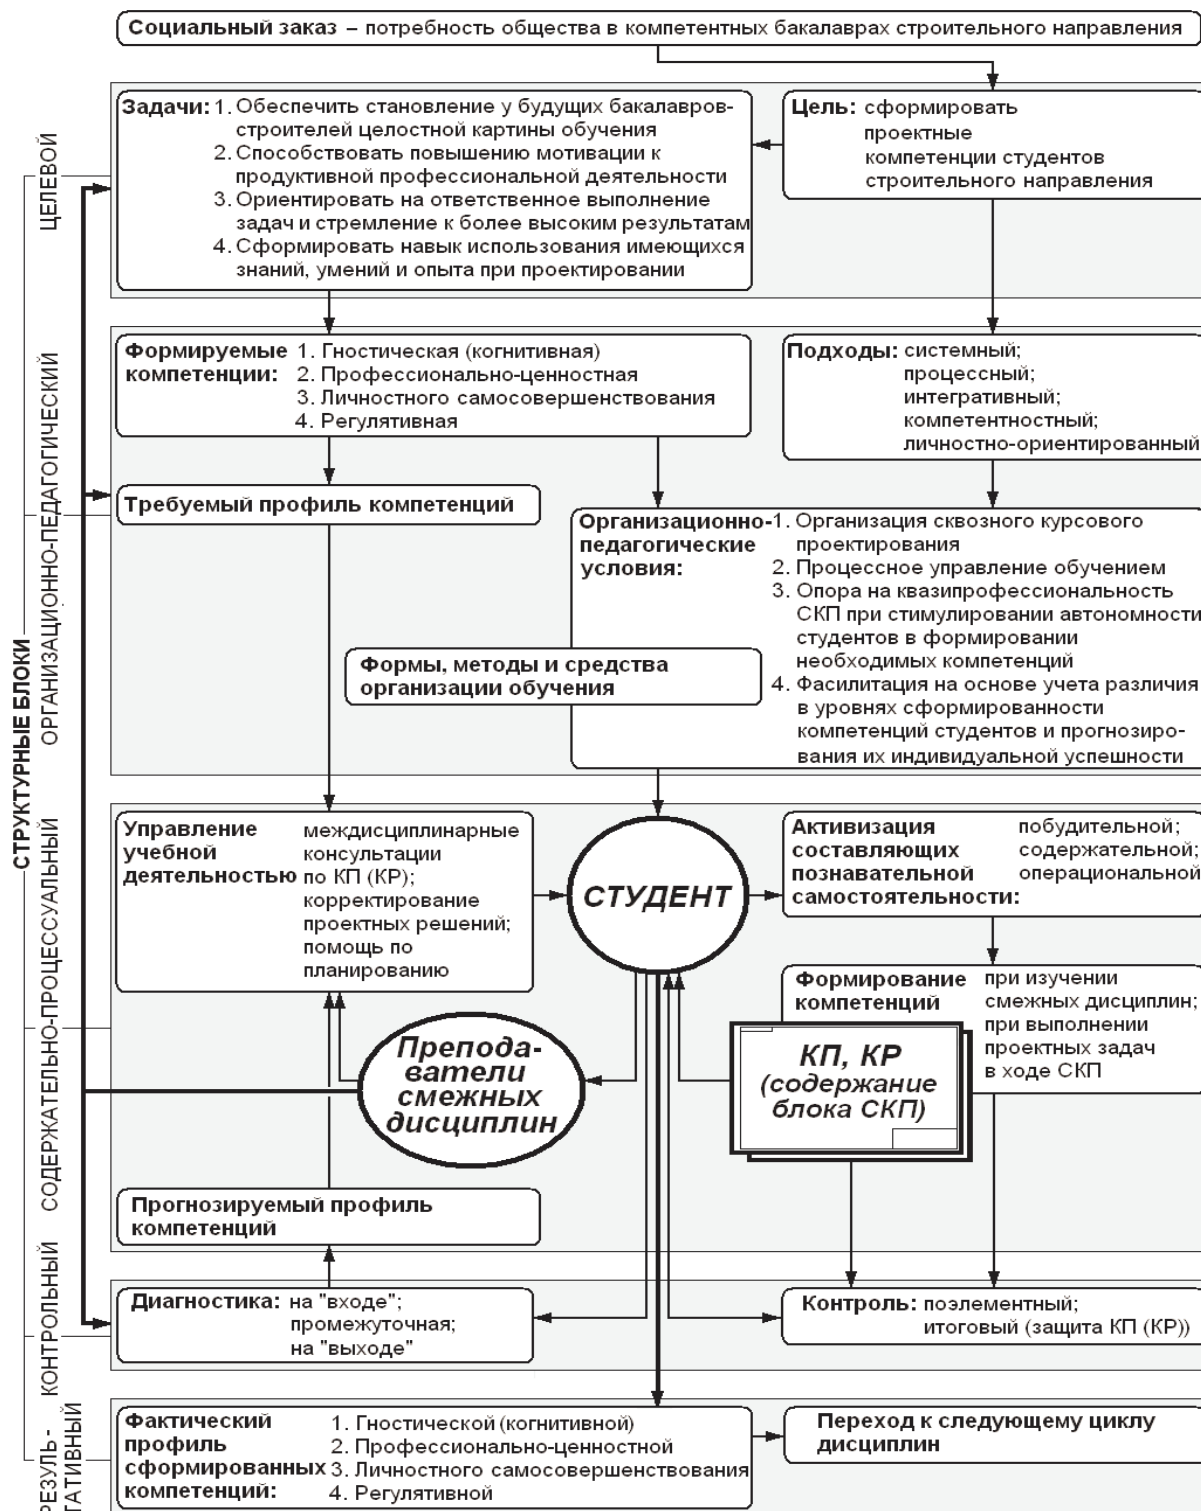 Социальный заказ – потребность общества в компетентных бакалаврах строительного направления
СТРУКТУРНЫЕ БЛОКИ
ЦЕЛЕВОЙ
Задачи: 1. Обеспечить становление у будущих бакалавров-
строителей целостной картины обучения
2. Способствовать повышению мотивации к
продуктивной профессиональной деятельности
3. Ориентировать на ответственное выполнение
задач и стремление к более высоким результатам
4. Сформировать навык использования имеющихся
знаний, умений и опыта при проектировании
Цель: сформировать
проектные
компетенции студентов
строительного направления
ОРГАНИЗАЦИОННО-ПЕДАГОГИЧЕСКИЙ
Формируемые 1. Гностическая (когнитивная)
компетенции: 2. Профессионально-ценностная
3. Личностного самосовершенствования
4. Регулятивная
Подходы: системный;
процессный;
интегративный;
компетентностный;
личностно-ориентированный
Требуемый профиль компетенций
Организационно- 1. Организация сквозного курсового
педагогические проектирования
условия: 2. Процессное управление обучением
3. Опора на квазипрофессиональность
СКП при стимулировании автономности
студентов в формировании
необходимых компетенций
4. Фасилитация на основе учета различия
в уровнях сформированности
компетенций студентов и прогнозиро-
вания их индивидуальной успешности
Формы, методы и средства
организации обучения
СОДЕРЖАТЕЛЬНО-ПРОЦЕССУАЛЬНЫЙ
Управление междисциплинарные
учебной консультации
деятельностью по КП (КР);
корректирование
проектных решений;
помощь по
планированию
СТУДЕНТ
Активизация побудительной;
составляющих содержательной;
познавательной операциональной
самостоятельности:
Формирование при изучении
компетенций смежных дисциплин;
при выполнении
проектных задач
в ходе СКП
Препода-
ватели
смежных
дисциплин
КП, КР
(содержание
блока СКП)
Прогнозируемый профиль
компетенций
КОНТРОЛЬНЫЙ
Диагностика: на "входе";
промежуточная;
на "выходе"
Контроль: поэлементный;
итоговый (защита КП (КР))
РЕЗУЛЬ-
ТАТИВНЫЙ
Фактический 1. Гностической (когнитивной)
профиль 2. Профессионально-ценностной
сформированных 3. Личностного самосовершенствования
компетенций: 4. Регулятивной
Переход к следующему циклу
дисциплин